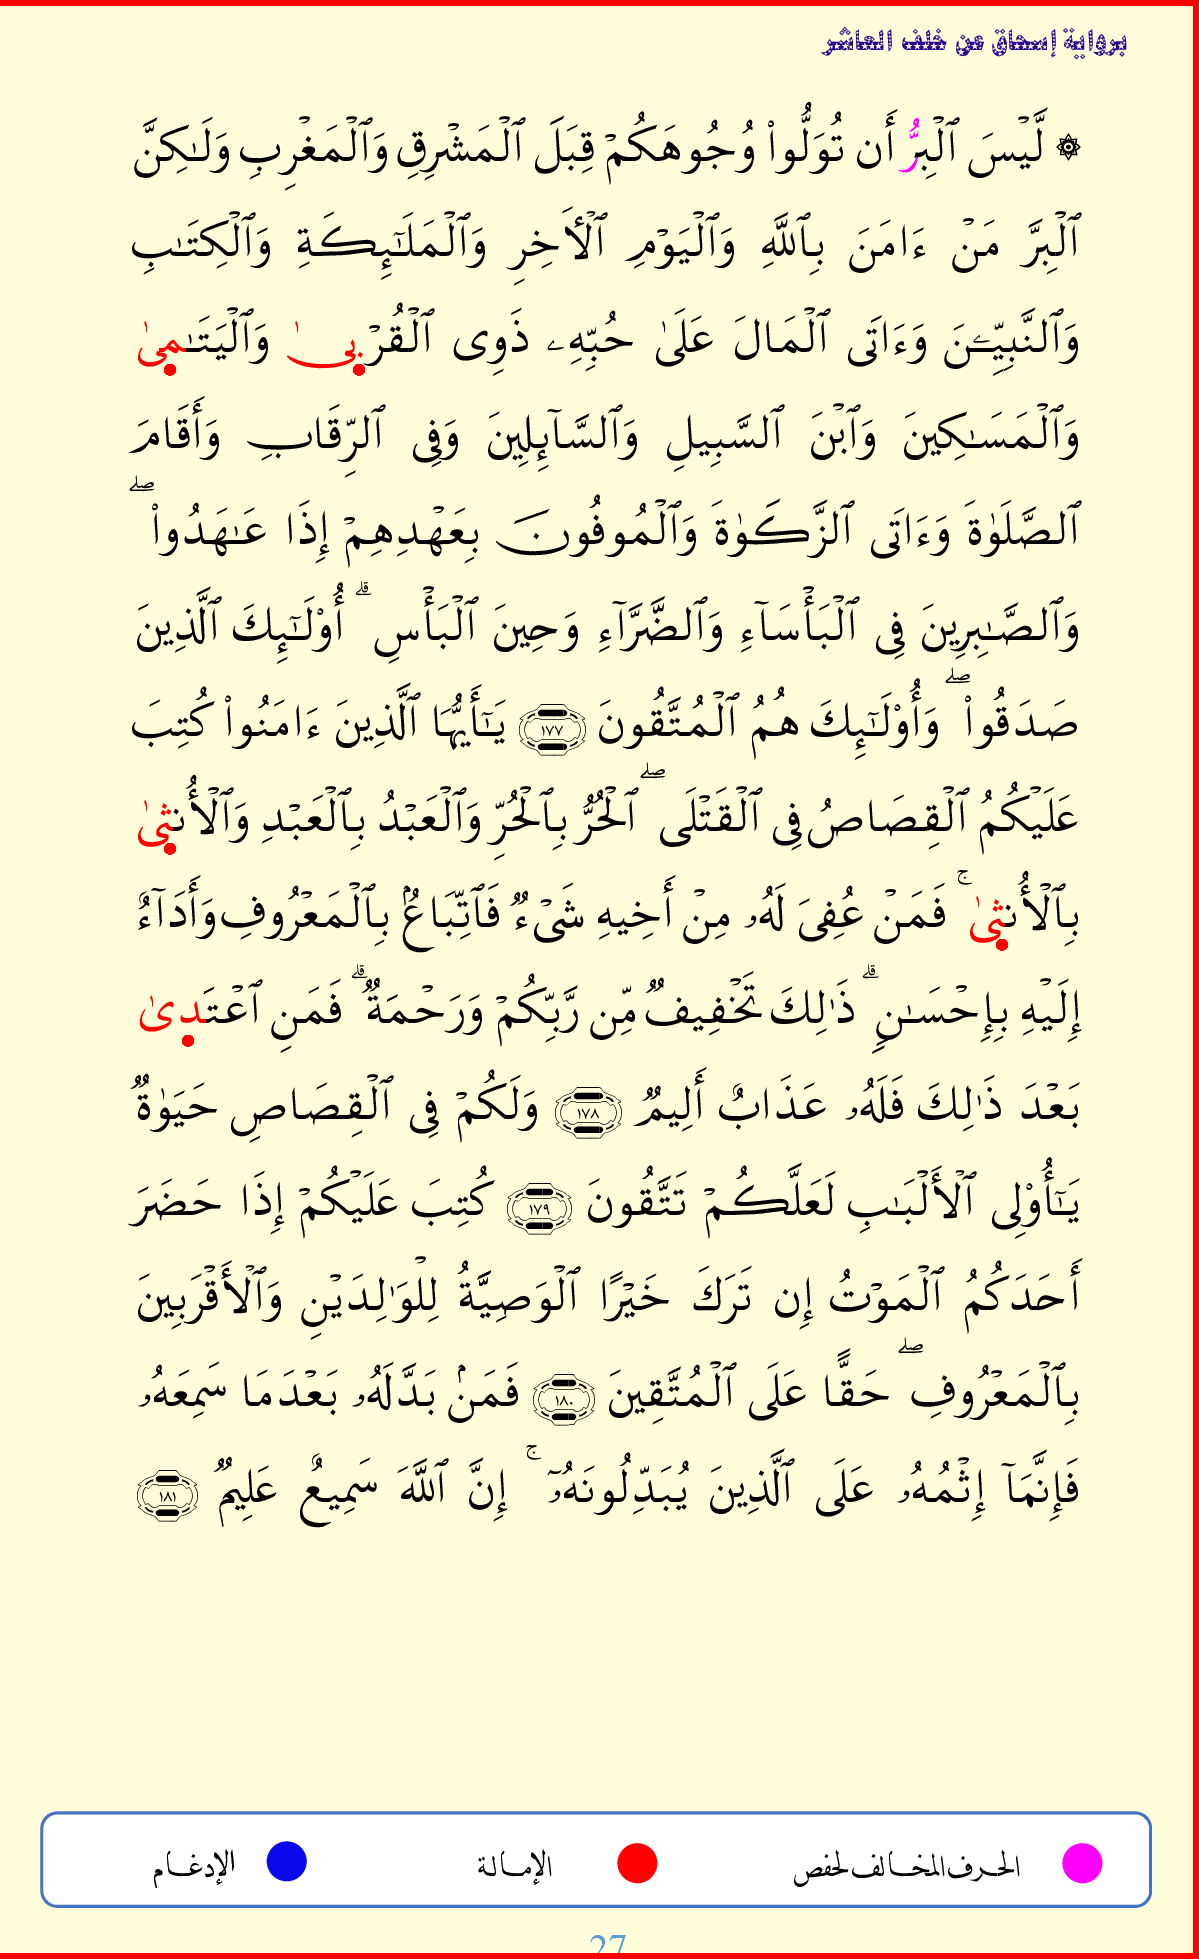 برواية إسحاق عن خلف العاشر
۞ لَّيۡسَ ٱلۡبِرُّ أَن تُوَلُّواْ وُجُوهَكُمۡ قِبَلَ ٱلۡمَشۡرِقِ وَٱلۡمَغۡرِبِ وَلَٰكِنَّ
ٱلۡبِرَّ مَنۡ ءَامَنَ بِٱللَّهِ وَٱلۡيَوۡمِ ٱلۡأٓخِرِ وَٱلۡمَلَٰٓئِكَةِ وَٱلۡكِتَٰبِ
وَٱلنَّبِيِّـۧنَ وَءَاتَى ٱلۡمَالَ عَلَىٰ حُبِّهِۦ ذَوِي ٱلۡقُرۡبىٰ وَٱلۡيَتَٰمىٰ
وَٱلۡمَسَٰكِينَ وَٱبۡنَ ٱلسَّبِيلِ وَٱلسَّآئِلِينَ وَفِي ٱلرِّقَابِ وَأَقَامَ
ٱلصَّلَوٰةَ وَءَاتَى ٱلزَّكَوٰةَ وَٱلۡمُوفُونَ بِعَهۡدِهِمۡ إِذَا عَٰهَدُواْۖ
وَٱلصَّٰبِرِينَ فِي ٱلۡبَأۡسَآءِ وَٱلضَّرَّآءِ وَحِينَ ٱلۡبَأۡسِۗ أُوْلَٰٓئِكَ ٱلَّذِينَ
صَدَقُواْۖ وَأُوْلَٰٓئِكَ هُمُ ٱلۡمُتَّقُونَ ١٧٧ يَٰٓأَيُّهَا ٱلَّذِينَ ءَامَنُواْ كُتِبَ
عَلَيۡكُمُ ٱلۡقِصَاصُ فِي ٱلۡقَتۡلَىۖ ٱلۡحُرُّ بِٱلۡحُرِّ وَٱلۡعَبۡدُ بِٱلۡعَبۡدِ وَٱلۡأُنثىٰ
بِٱلۡأُنثىٰۚ فَمَنۡ عُفِيَ لَهُۥ مِنۡ أَخِيهِ شَيۡءٞ فَٱتِّبَاعُۢ بِٱلۡمَعۡرُوفِ وَأَدَآءٌ
إِلَيۡهِ بِإِحۡسَٰنٖۗ ذَٰلِكَ تَخۡفِيفٞ مِّن رَّبِّكُمۡ وَرَحۡمَةٞۗ فَمَنِ ٱعۡتَدىٰ
بَعۡدَ ذَٰلِكَ فَلَهُۥ عَذَابٌ أَلِيمٞ ١٧٨ وَلَكُمۡ فِي ٱلۡقِصَاصِ حَيَوٰةٞ
يَٰٓأُوْلِي ٱلۡأَلۡبَٰبِ لَعَلَّكُمۡ تَتَّقُونَ ١٧٩ كُتِبَ عَلَيۡكُمۡ إِذَا حَضَرَ
أَحَدَكُمُ ٱلۡمَوۡتُ إِن تَرَكَ خَيۡرًا ٱلۡوَصِيَّةُ لِلۡوَٰلِدَيۡنِ وَٱلۡأَقۡرَبِينَ
بِٱلۡمَعۡرُوفِۖ حَقًّا عَلَى ٱلۡمُتَّقِينَ ١٨٠ فَمَنۢ بَدَّلَهُۥ بَعۡدَمَا سَمِعَهُۥ
فَإِنَّمَآ إِثۡمُهُۥ عَلَى ٱلَّذِينَ يُبَدِّلُونَهُۥٓۚ إِنَّ ٱللَّهَ سَمِيعٌ عَلِيمٞ ١٨١
الحرف المخالف لحفص الإمالة الإدغام
27